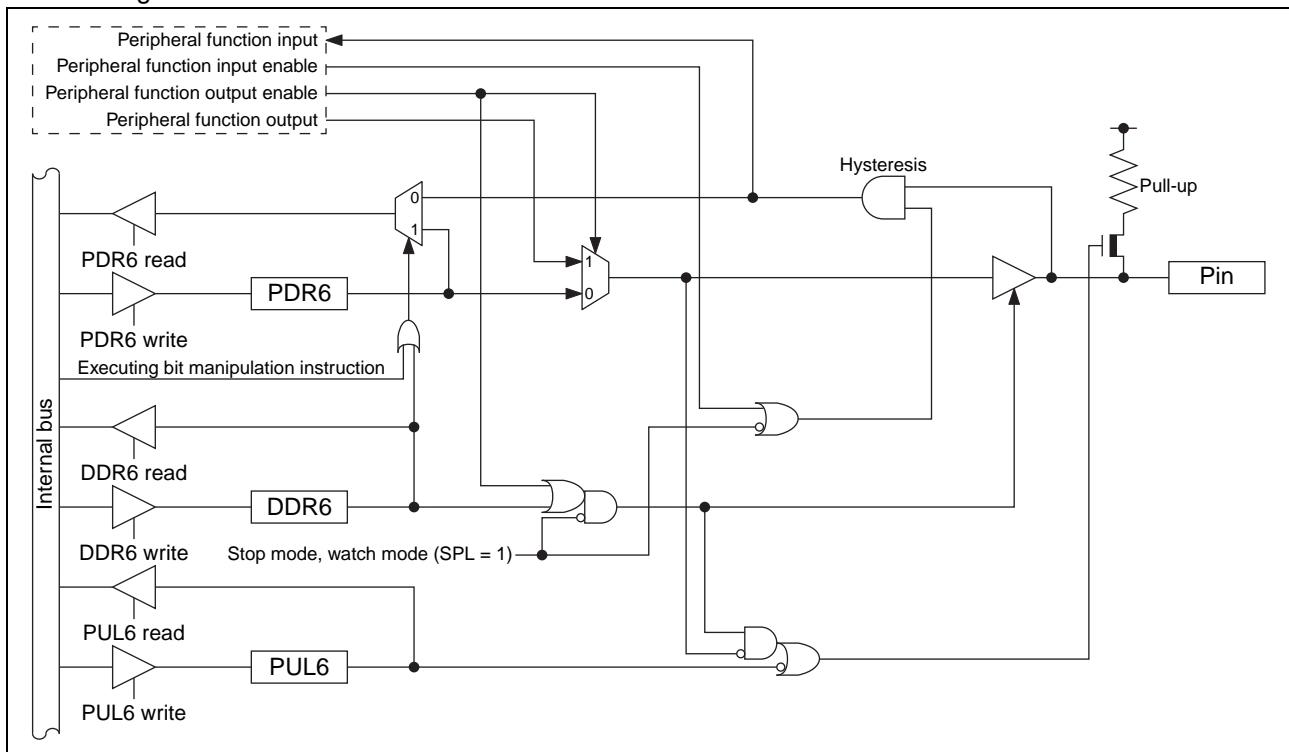 Peripheral function input
Peripheral function input enable
Peripheral function output enable
Peripheral function output
Hysteresis
Pull-up
0
1
PDR6 read
1
Pin
PDR6
0
PDR6 write
Executing bit manipulation instruction
Internal bus
DDR6 read
DDR6
DDR6 write
Stop mode, watch mode (SPL = 1)
PUL6 read
PUL6
PUL6 write